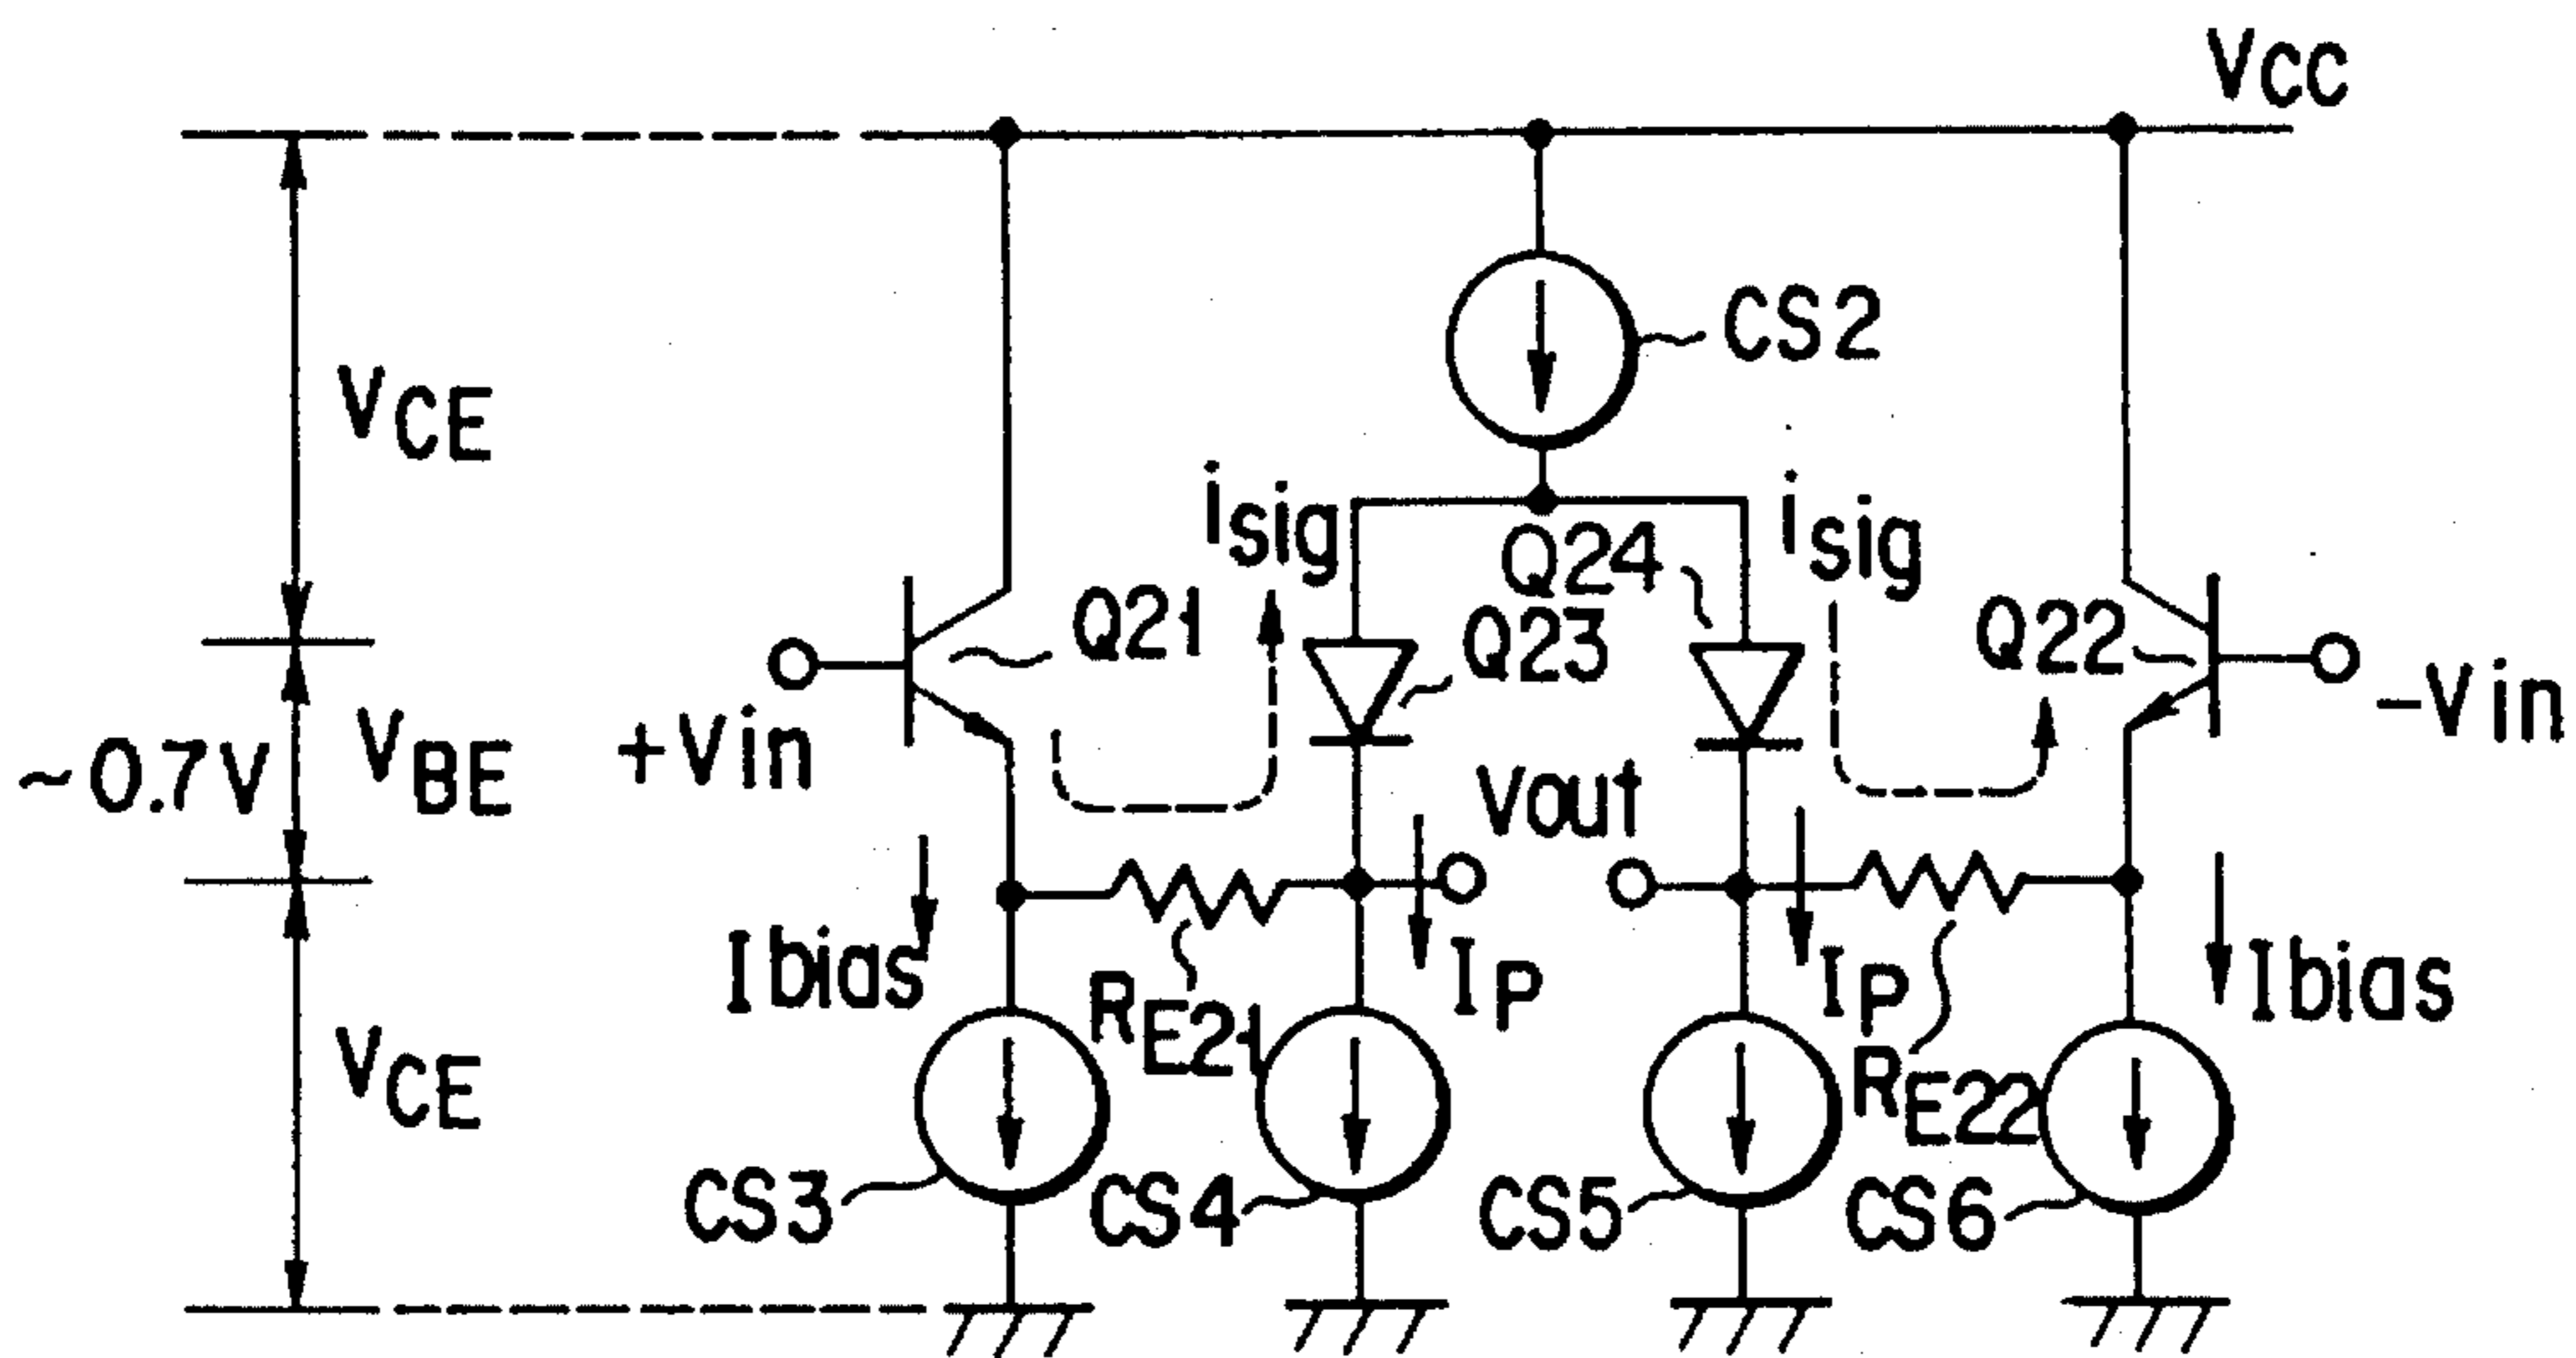 VCC
CS2
VCE
isig
isig
Q24
Q21
Q23
Q22
+Vin
-Vin
~0.7V
VBE
Vout
Ibias
IP
IP
Ibias
RE21
RE22
VCE
CS3
CS4
CS5
CS6